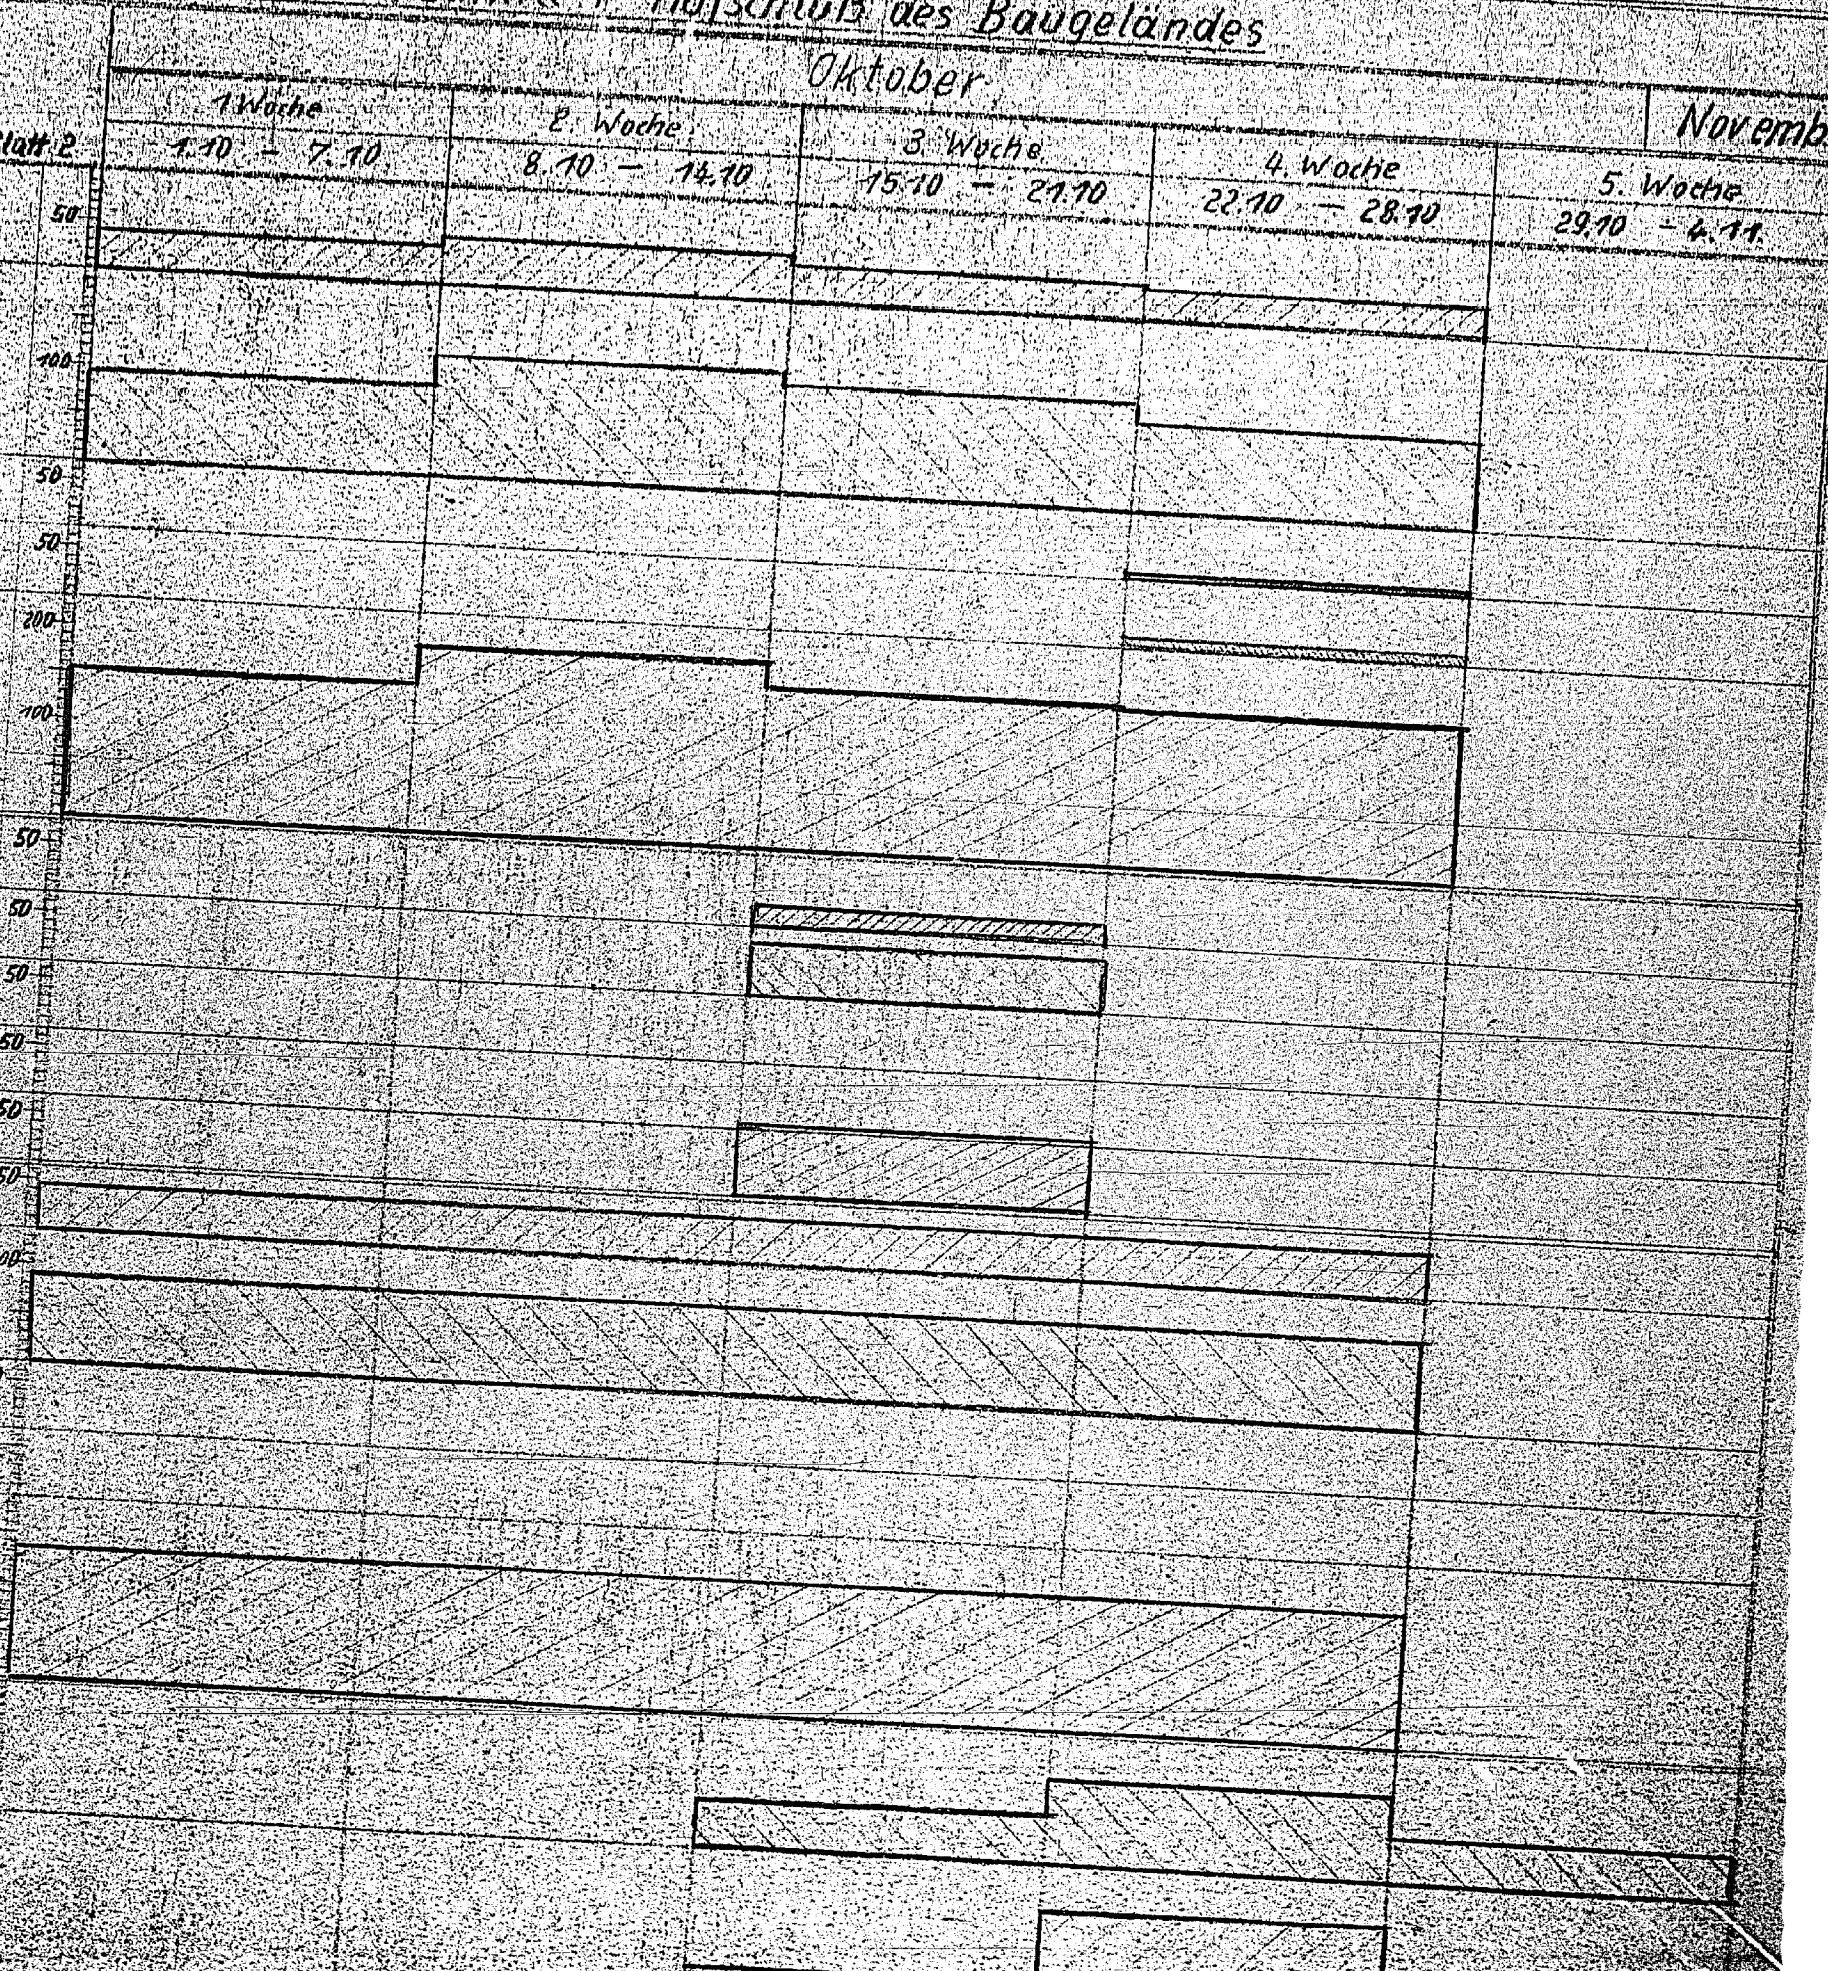 des Baugeländes
Oktober
Novemb.
1 Woche
2. Woche
3. Woche
4. Woche
5. Woche
Blatt 2
1.10 - 7.10
8.10 - 14.10
15.10 - 21.10
22.10 - 28.10
29.10 - 4.11.
50
100
50
50
200
100
50
50
50
50
50
50